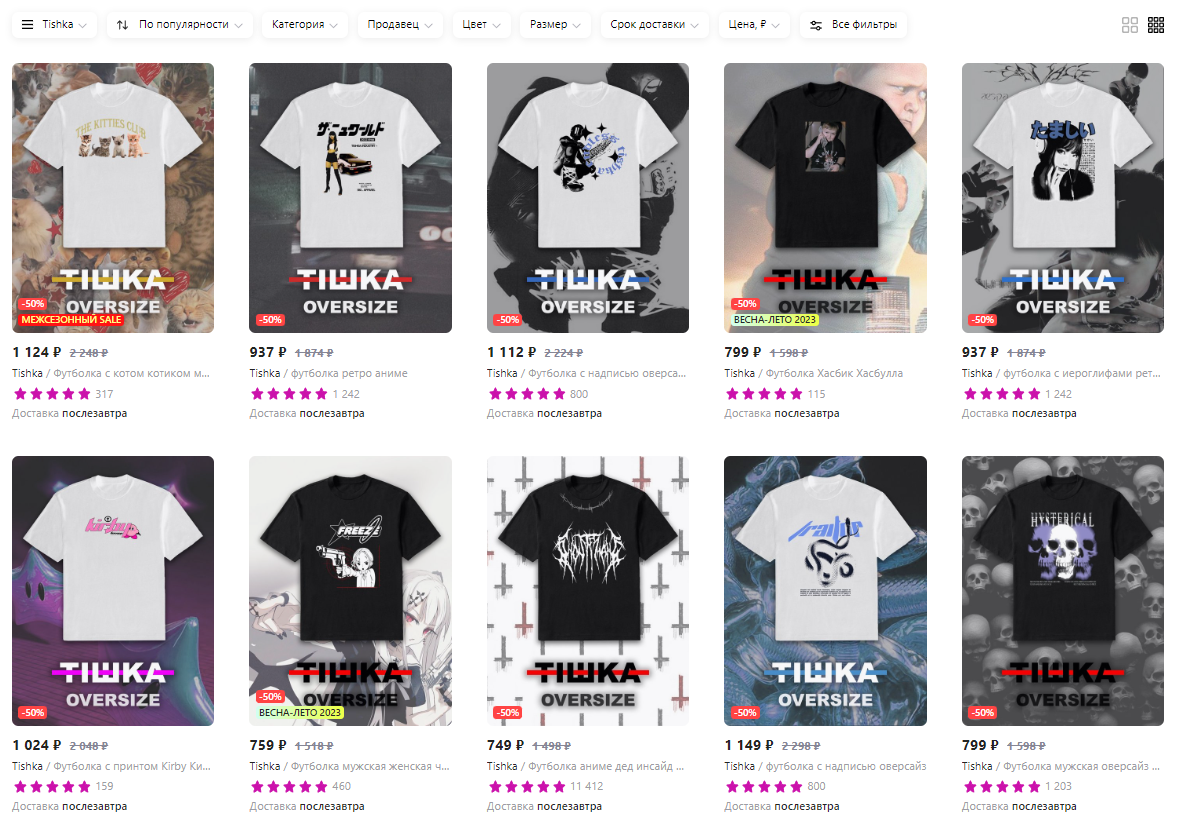 Tishka
По популярности
Категория
Продавец
Цвет
Размер
Срок доставки
Цена, ₽
Все фильтры
THE KITTIES CLUB
TIШKA
OVERSIZE
-50%
МЕЖСЕЗОННЫЙ SALE
ザ・ニュワールド
TIШKA
OVERSIZE
-50%
tishka
TIШKA
OVERSIZE
-50%
TIШKA
OVERSIZE
-50%
ВЕСНА-ЛЕТО 2023
たましい
TIШKA
OVERSIZE
-50%
1 124 ₽ 2 248 ₽
Tishka / Футболка с котом котиком м...
317
Доставка послезавтра
937 ₽ 1 874 ₽
Tishka / футболка ретро аниме
1 242
Доставка послезавтра
1 112 ₽ 2 224 ₽
Tishka / Футболка с надписью оверса...
800
Доставка послезавтра
799 ₽ 1 598 ₽
Tishka / Футболка Хасбик Хасбулла
115
Доставка послезавтра
937 ₽ 1 874 ₽
Tishka / футболка с иероглифами рет...
1 242
Доставка послезавтра
kirby
TIШKA
OVERSIZE
-50%
FREEZ
TIШKA
OVERSIZE
-50%
ВЕСНА-ЛЕТО 2023
TIШKA
OVERSIZE
-50%
TIШKA
OVERSIZE
-50%
HYSTERICAL
TIШKA
OVERSIZE
-50%
1 024 ₽ 2 048 ₽
Tishka / Футболка с принтом Kirby Ки...
159
Доставка послезавтра
759 ₽ 1 518 ₽
Tishka / Футболка мужская женская ч...
460
Доставка послезавтра
749 ₽ 1 498 ₽
Tishka / Футболка аниме дед инсайд ...
11 412
Доставка послезавтра
1 149 ₽ 2 298 ₽
Tishka / Футболка с надписью оверсайз
800
Доставка послезавтра
799 ₽ 1 598 ₽
Tishka / Футболка мужская оверсайз ...
1 203
Доставка послезавтра